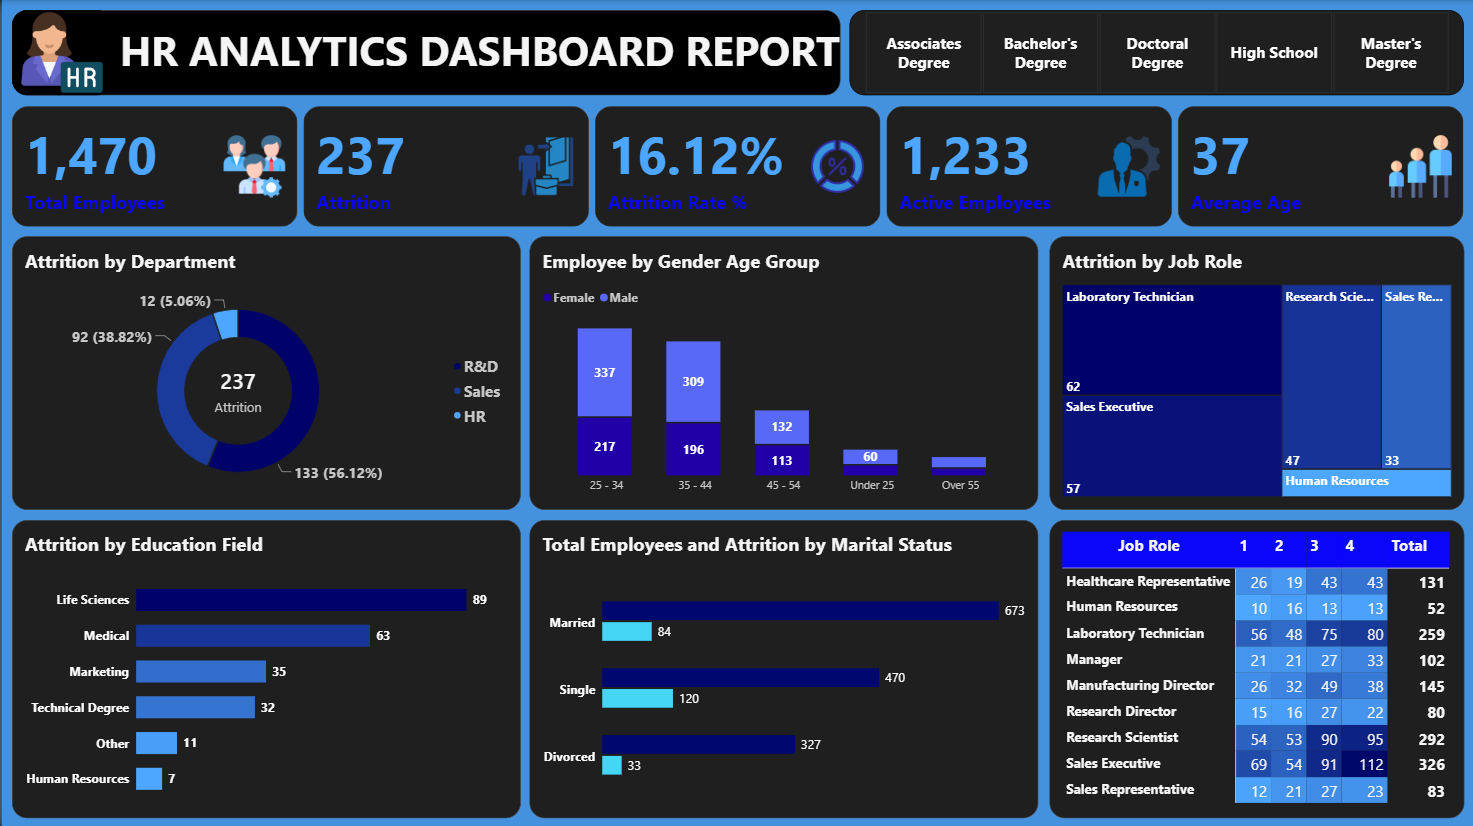 HR
HR ANALYTICS DASHBOARD REPORT
Associates
Degree
Bachelor's
Degree
Doctoral
Degree
High School
Master's
Degree
1,470
Total Employees
237
Attrition
16.12%
%
Attrition Rate %
1,233
Active Employees
37
Average Age
Attrition by Department
12 (5.06%)
92 (38.82%)
237
Attrition
133 (56.12%)
R&D
Sales
HR
Employee by Gender Age Group
Female Male
337
309
132
60
217
196
113
25 - 34
35 - 44
45 - 54
Under 25
Over 55
Attrition by Job Role
Laboratory Technician
62
Sales Executive
57
Research Scie...
47
Sales Re...
33
Human Resources
Attrition by Education Field
Life Sciences 89
Medical 63
Marketing 35
Technical Degree 32
Other 11
Human Resources 7
Total Employees and Attrition by Marital Status
Married 673
84
Single 470
120
Divorced 327
33
Job Role 1 2 3 4 Total
Healthcare Representative 26 19 43 43 131
Human Resources 10 16 13 13 52
Laboratory Technician 56 48 75 80 259
Manager 21 21 27 33 102
Manufacturing Director 26 32 49 38 145
Research Director 15 16 27 22 80
Research Scientist 54 53 90 95 292
Sales Executive 69 54 91 112 326
Sales Representative 12 21 27 23 83